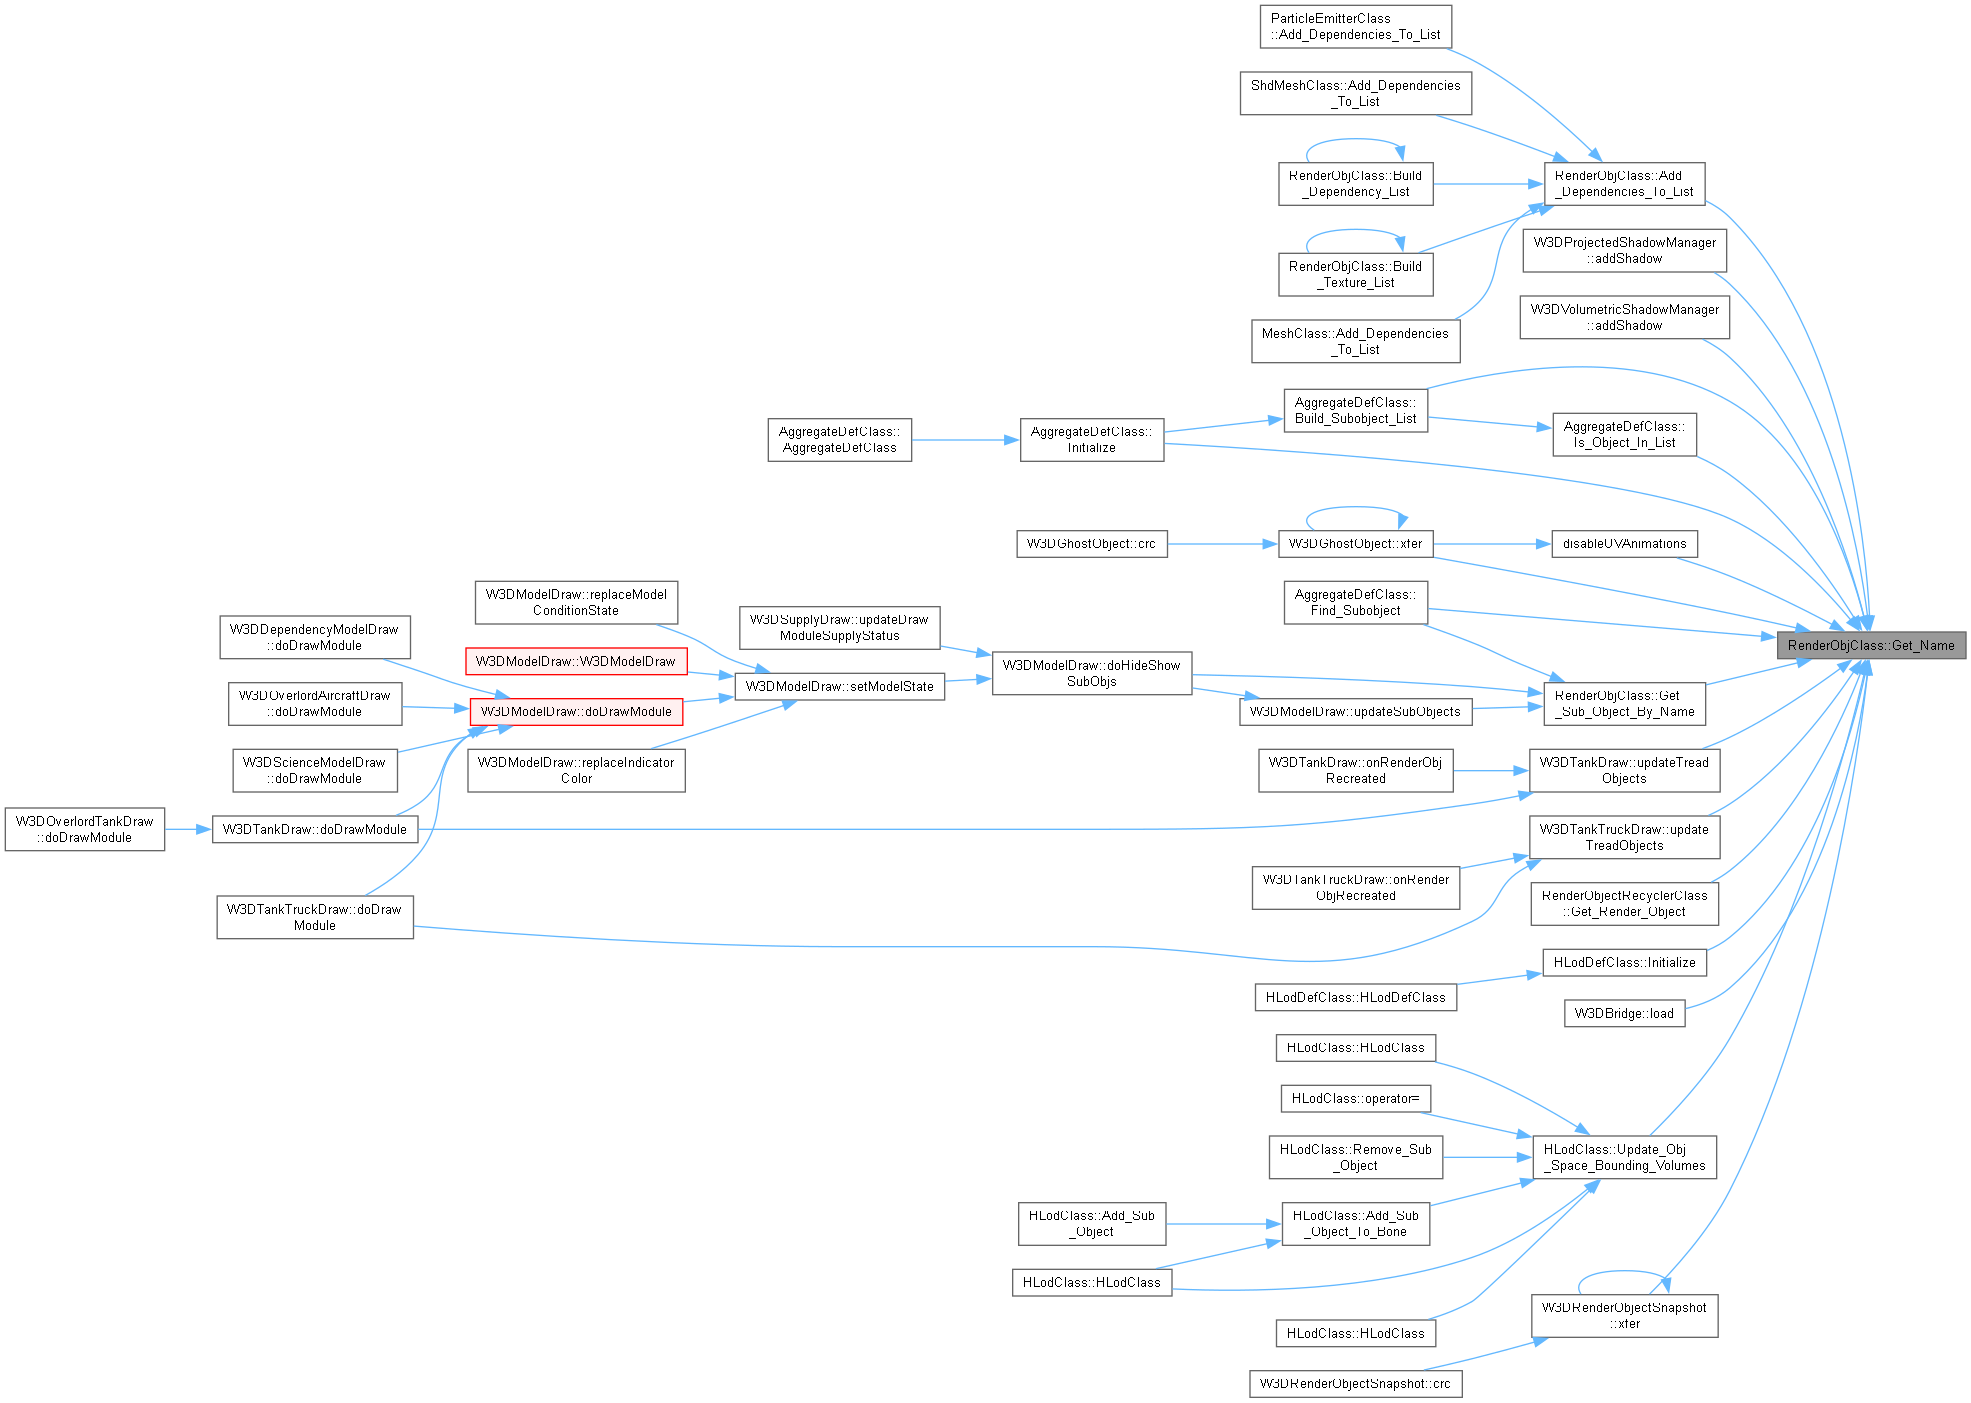 ParticleEmitterClass
::Add_Dependencies_To_List
ShdMeshClass::Add_Dependencies
_To_List
RenderObjClass::Build
_Dependency_List
RenderObjClass::Add
_Dependencies_To_List
RenderObjClass::Build
_Texture_List
W3DProjectedShadowManager
::addShadow
W3DVolumetricShadowManager
::addShadow
MeshClass::Add_Dependencies
_To_List
AggregateDefClass::
AggregateDefClass
AggregateDefClass::
Initialize
AggregateDefClass::
Build_Subobject_List
AggregateDefClass::
Is_Object_In_List
W3DGhostObject::crc
W3DGhostObject::xfer
disableUVAnimations
AggregateDefClass::
Find_Subobject
RenderObjClass::Get_Name
W3DModelDraw::replaceModel
ConditionState
W3DSupplyDraw::updateDraw
ModuleSupplyStatus
W3DDependencyModelDraw
::doDrawModule
W3DModelDraw::W3DModelDraw
W3DModelDraw::doHideShow
SubObjs
W3DModelDraw::setModelState
W3DOverlordAircraftDraw
::doDrawModule
W3DModelDraw::doDrawModule
W3DModelDraw::updateSubObjects
RenderObjClass::Get
_Sub_Object_By_Name
W3DScienceModelDraw
::doDrawModule
W3DModelDraw::replaceIndicator
Color
W3DTankDraw::onRenderObj
Recreated
W3DTankDraw::updateTread
Objects
W3DOverlordTankDraw
::doDrawModule
W3DTankDraw::doDrawModule
W3DTankTruckDraw::update
TreadObjects
W3DTankTruckDraw::onRender
ObjRecreated
RenderObjectRecyclerClass
::Get_Render_Object
W3DTankTruckDraw::doDraw
Module
HLodDefClass::Initialize
HLodDefClass::HLodDefClass
W3DBridge::load
HLodClass::HLodClass
HLodClass::operator=
HLodClass::Remove_Sub
_Object
HLodClass::Update_Obj
_Space_Bounding_Volumes
HLodClass::Add_Sub
_Object
HLodClass::Add_Sub
_Object_To_Bone
HLodClass::HLodClass
HLodClass::HLodClass
W3DRenderObjectSnapshot
::xfer
W3DRenderObjectSnapshot::crc